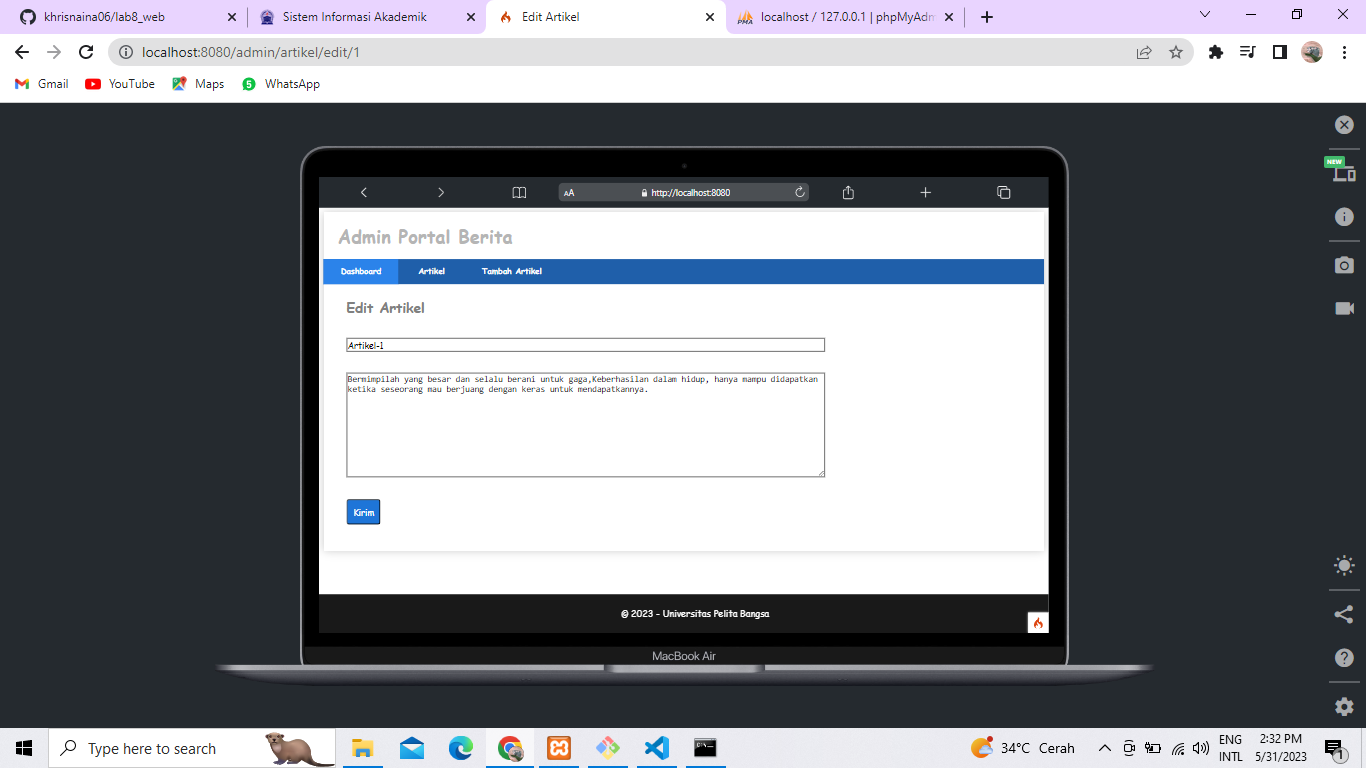 khrisnaina06/lab8_web
Sistem Informasi Akademik
Edit Artikel
localhost / 127.0.0.1 | phpMyAdm
localhost:8080/admin/artikel/edit/1
Gmail
YouTube
Maps
5
WhatsApp
NEW
AA
http://localhost:8080
Admin Portal Berita
Dashboard
Artikel
Tambah Artikel
Edit Artikel
Artikel-1
Bermimpilah yang besar dan selalu berani untuk gaga,Keberhasilan dalam hidup, hanya mampu didapatkan
ketika seseorang mau berjuang dengan keras untuk mendapatkannya.
Kirim
© 2023 - Universitas Pelita Bangsa
MacBook Air
Type here to search
34°C Cerah
ENG
INTL
2:32 PM
5/31/2023
1